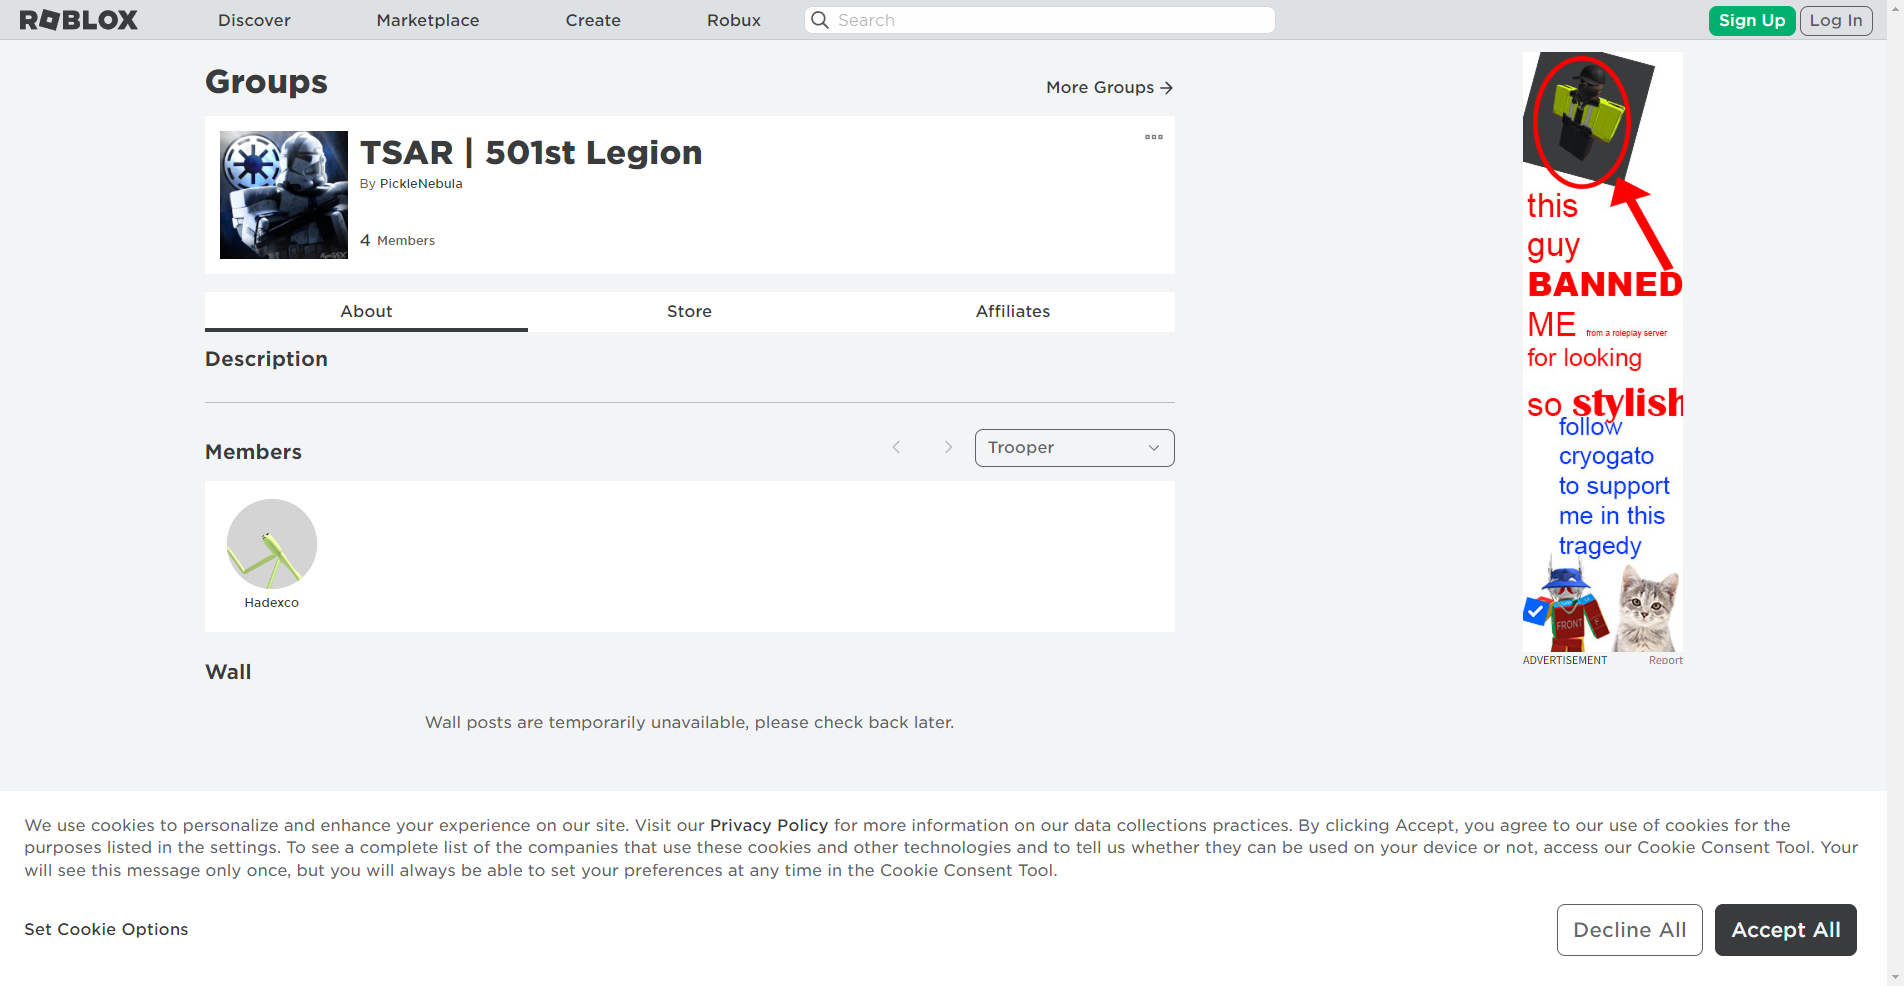 ROBLOX
Discover
Marketplace
Create
Robux
Search
Sign Up
Log In
Groups
More Groups
TSAR | 501st Legion
By PickleNebula
4 Members
About
Store
Affiliates
Description
Members
Trooper
Hadexco
Wall
Wall posts are temporarily unavailable, please check back later.
this
guy
BANNED
ME from a roleplay server
for looking
so stylish
follow
cryogato
to support
me in this
tragedy
FRONT
ADVERTISEMENT
Report
We use cookies to personalize and enhance your experience on our site. Visit our Privacy Policy for more information on our data collections practices. By clicking Accept, you agree to our use of cookies for the
purposes listed in the settings. To see a complete list of the companies that use these cookies and other technologies and to tell us whether they can be used on your device or not, access our Cookie Consent Tool. Your
will see this message only once, but you will always be able to set your preferences at any time in the Cookie Consent Tool.
Set Cookie Options
Decline All
Accept All